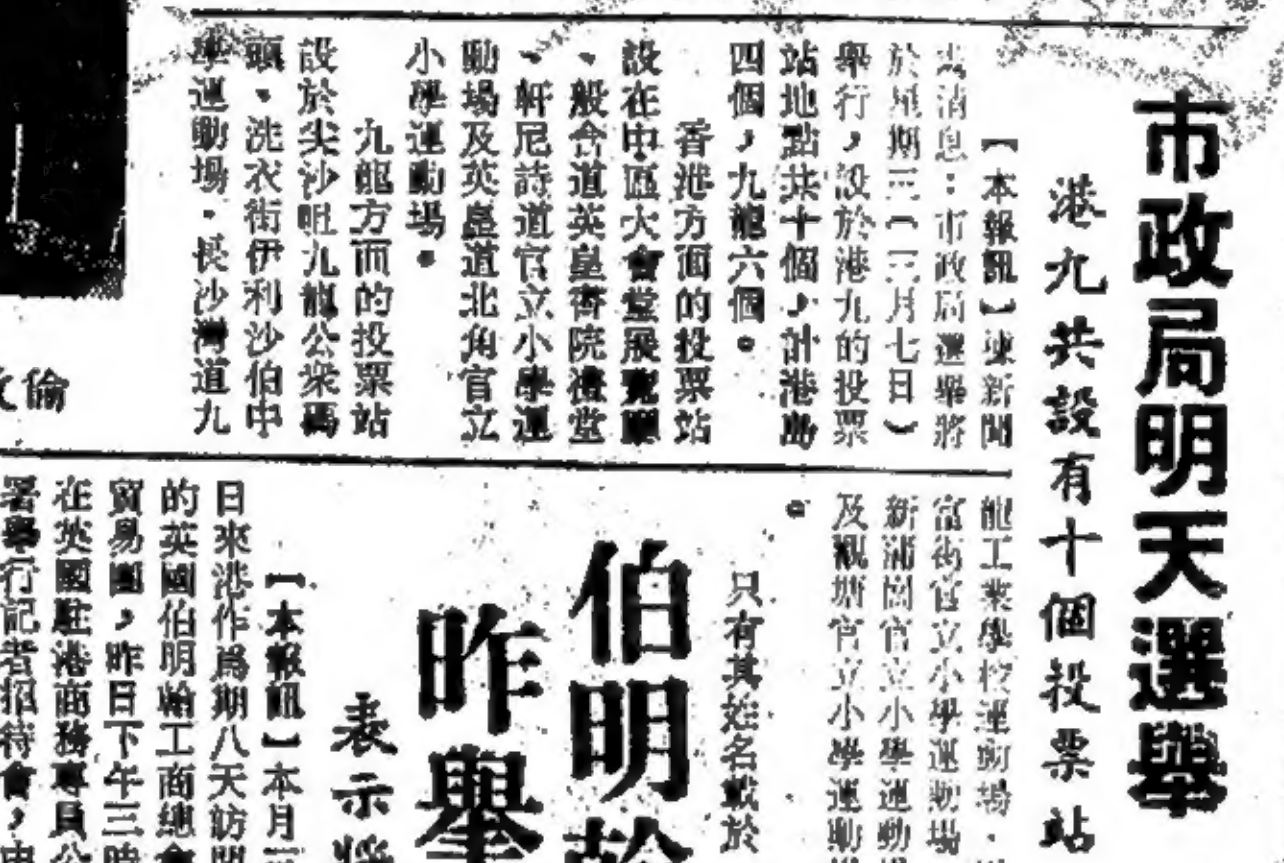 市政局明天選舉
港九共設有十個投票站
【本報訊】據新聞
消息：市政局選舉將
於星期三（三月七日）
舉行，設於港九的投票
站地點共十個，計港島
四個，九龍六個。
香港方面的投票站
設在中區大會堂展覽廳
、般含道英皇書院禮堂
、軒尼詩道官立小學運
動場及英皇道北角官立
小學運動場。
九龍方面的投票站
設於尖沙咀九龍公衆碼
頭、洗衣街伊利沙伯中
學運動場、長沙灣道九
龍工業學校運動場、
富街官立小學運動場
新蒲崗官立小學運動
及觀塘官立小學運動
。
只有其姓名載於
伯明
昨舉
表示
【本報訊】本月
日來港作爲期八天訪問
的英國伯明翰工商總會
貿易團，昨日下午三時
在英國駐港商務專員公
署舉行記者招待會，
倫